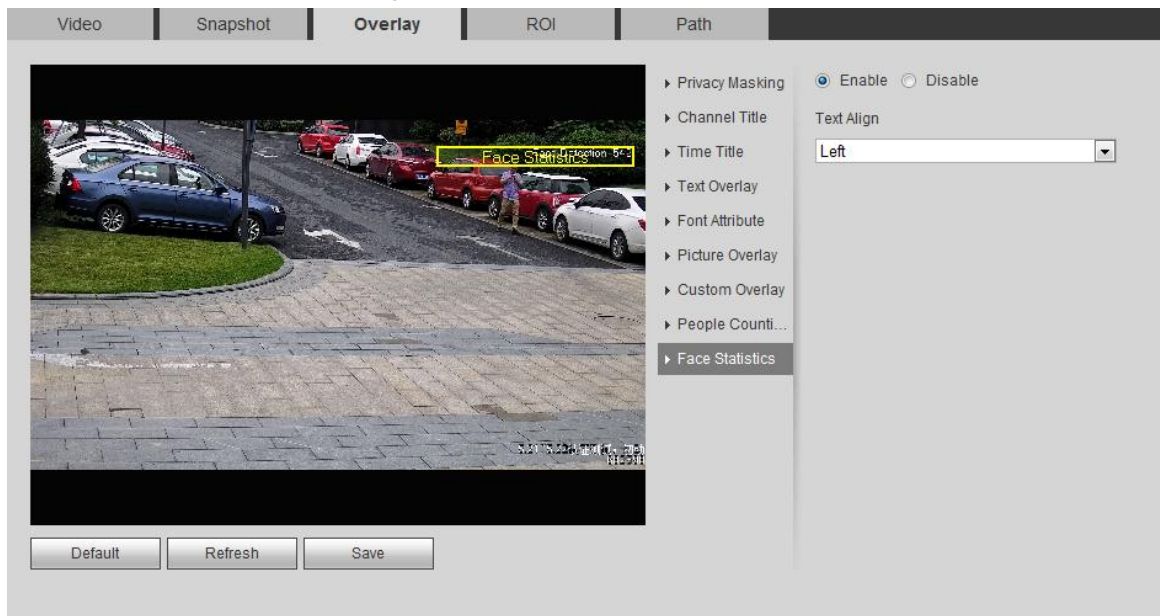 Video
Snapshot
Overlay
ROI
Path
Face Statistics
Privacy Masking
Channel Title
Time Title
Text Overlay
Font Attribute
Picture Overlay
Custom Overlay
People Counti...
Face Statistics
Enable
Disable
Text Align
Left
Default
Refresh
Save